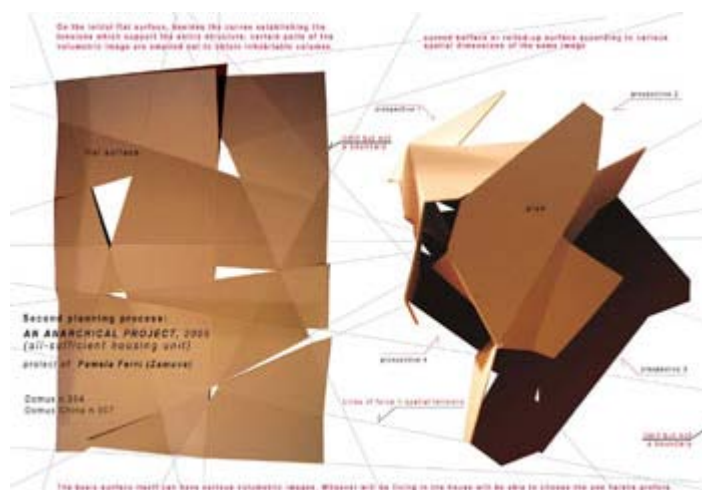 On the initial flat surface, besides the curves establishing the
tensions which support the entire structure, certain parts of the
volumetric image are emptied out to obtain inhabitable volumes.
curved surface or rolled-up surface according to various
spatial dimensions of the same image
prospective 2
prospective 1
flat surface
plan
Second planning process:
AN ANARCHICAL PROJECT, 2005
(all-sufficient housing unit)
project of Pamela Ferri (Zamuva)
prospective 4
prospective 3
Domus n
Domus China n
Lines of force = spatial tensions
The basic surface itself can have various volumetric images. Whoever will be living in the house will be able to choose the one he/she prefers.